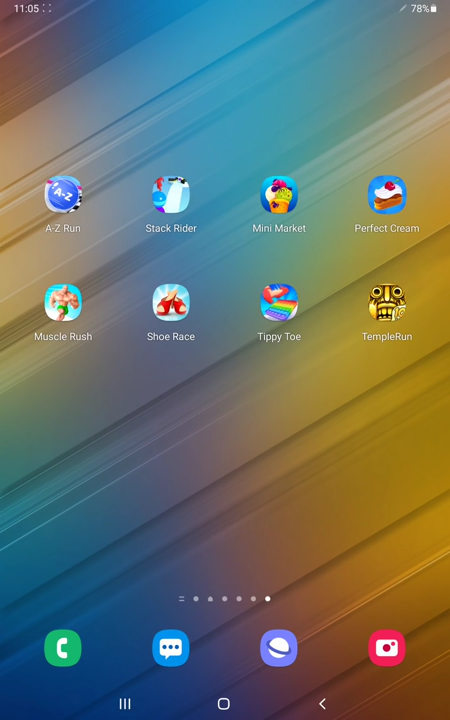 11:05
78%
A-Z
A-Z Run
Stack Rider
Mini Market
Perfect Cream
Muscle Rush
Shoe Race
Tippy Toe
TempleRun